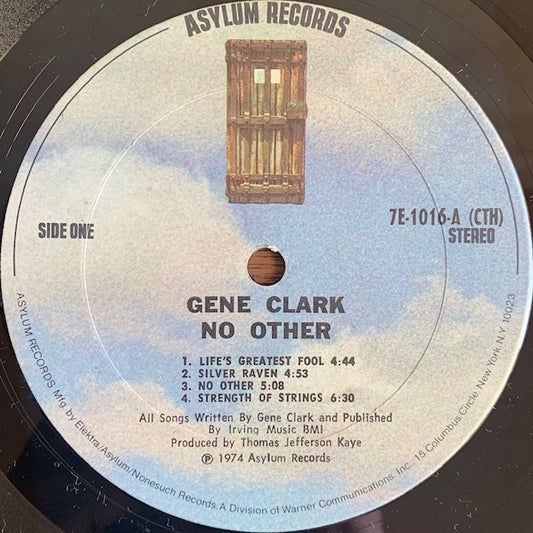 ASYLUM RECORDS
SIDE ONE
7E-1016-A (CTH)
STEREO
GENE CLARK
NO OTHER
1. LIFE'S GREATEST FOOL 4:44
2. SILVER RAVEN 4:53
3. NO OTHER 5:08
4. STRENGTH OF STRINGS 6:30
All Songs Written By Gene Clark and Published
By Irving Music BMI
Produced by Thomas Jefferson Kaye
℗ 1974 Asylum Records
ASYLUM RECORDS Mfg. by Elektra/Asylum/Nonesuch Records. A Division of Warner Communications, Inc. 15 Columbus Circle, New York, N.Y. 10023